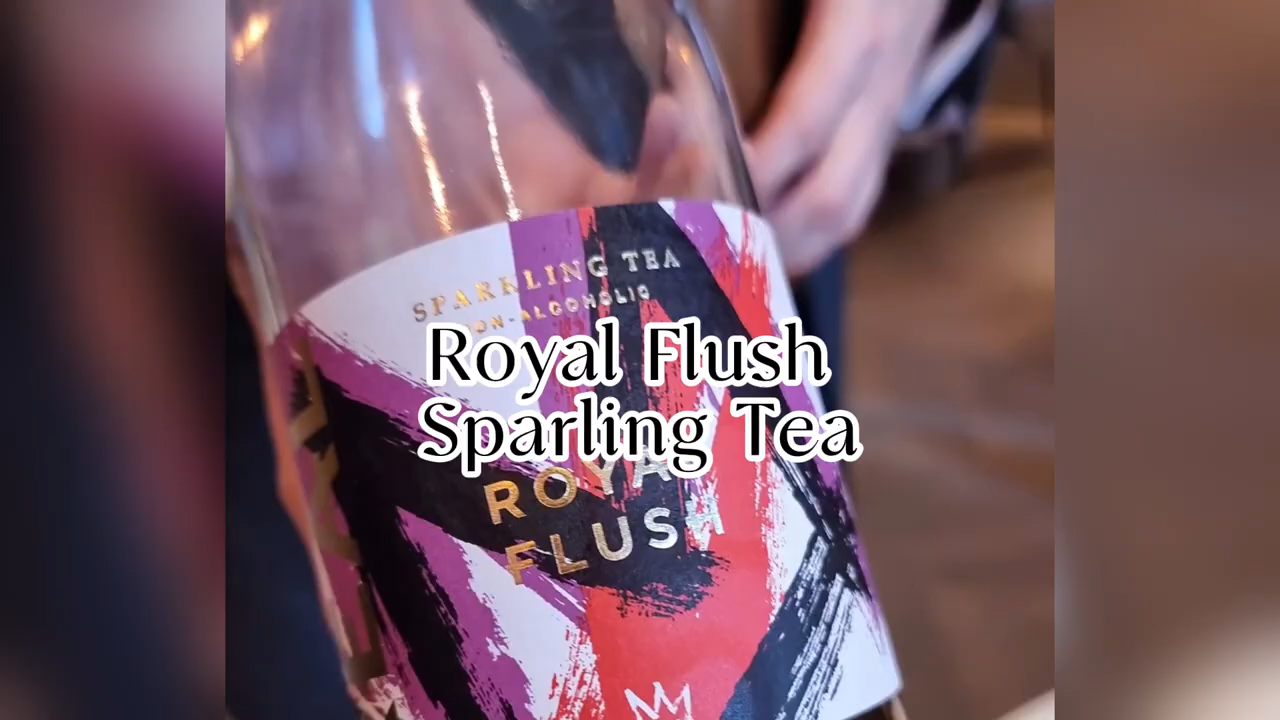 SPARKLING TEA
NON-ALCOHOLIC
Royal Flush
Sparling Tea
ROYAL
FLUSH